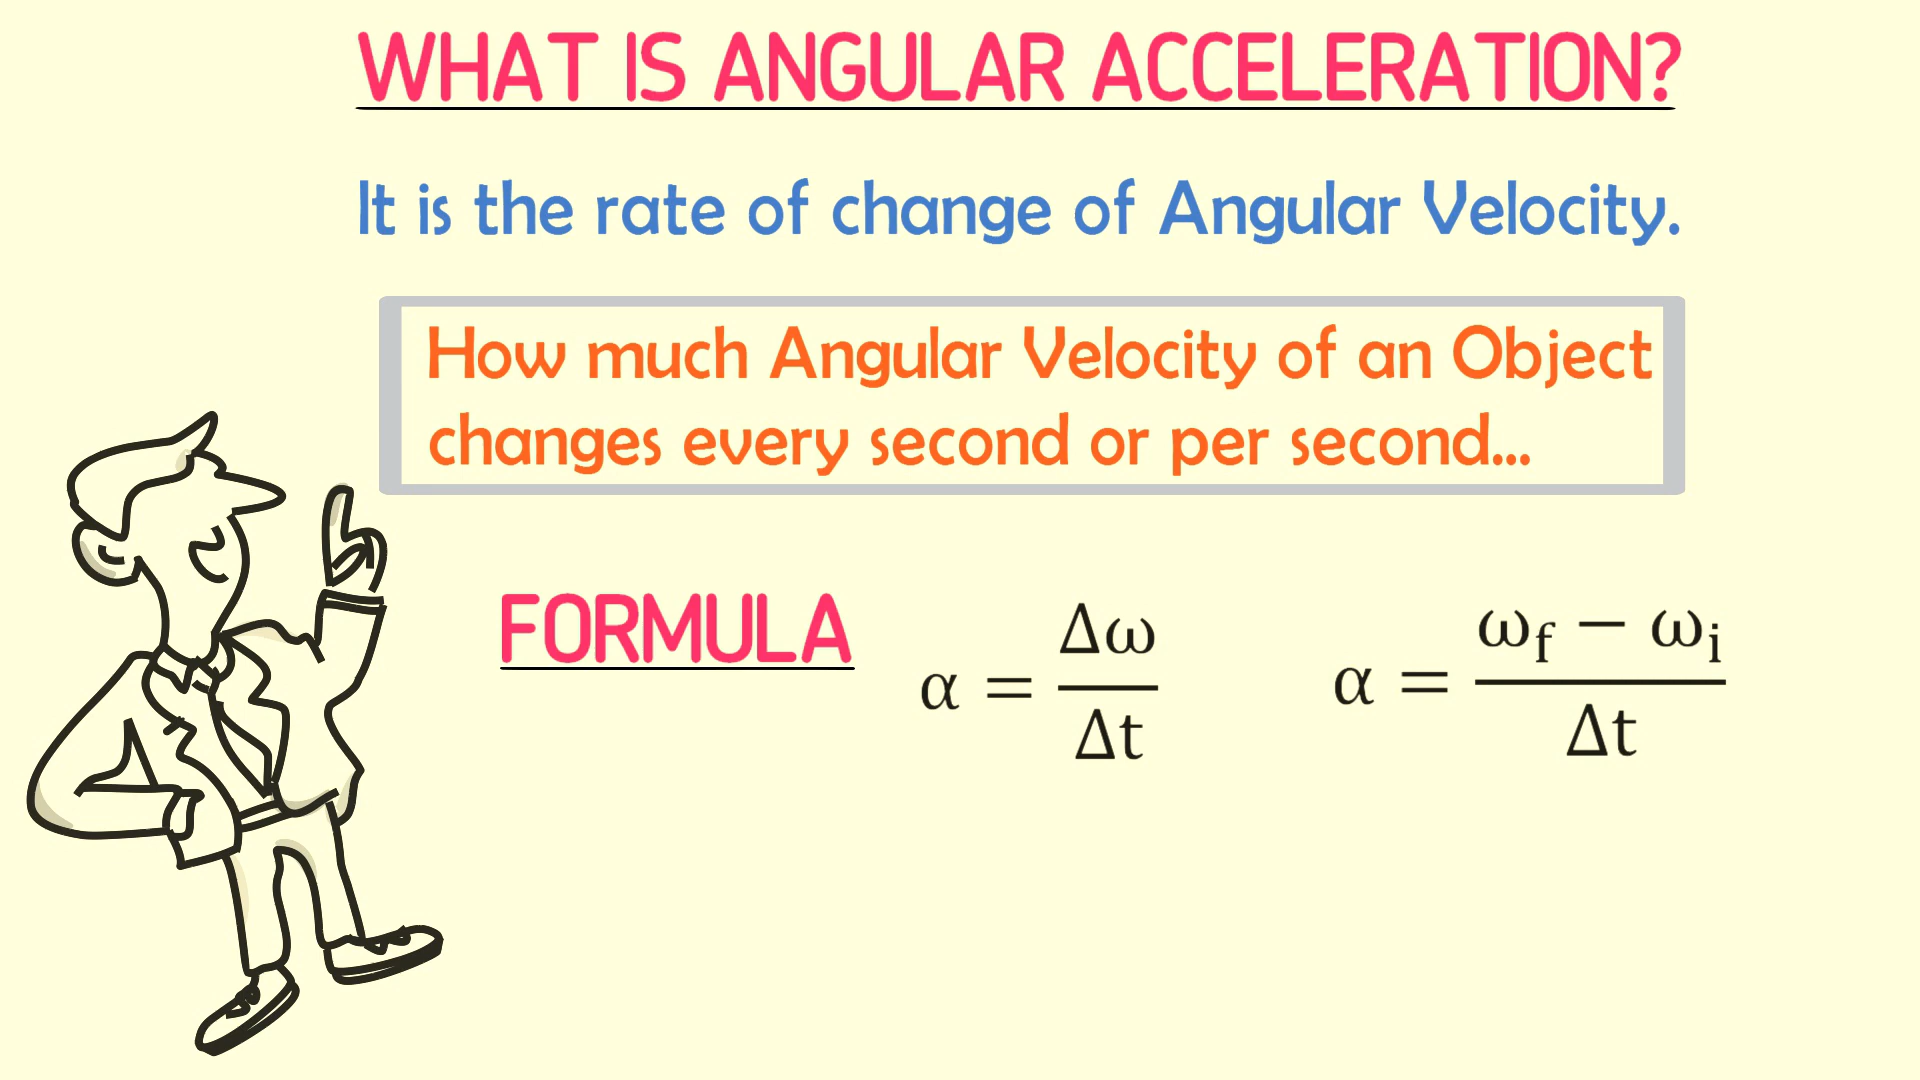 WHAT IS ANGULAR ACCELERATION?
It is the rate of change of Angular Velocity.
How much Angular Velocity of an Object
changes every second or per second...
FORMULA
α = Δω / Δt
α = ω_f − ω_i / Δt